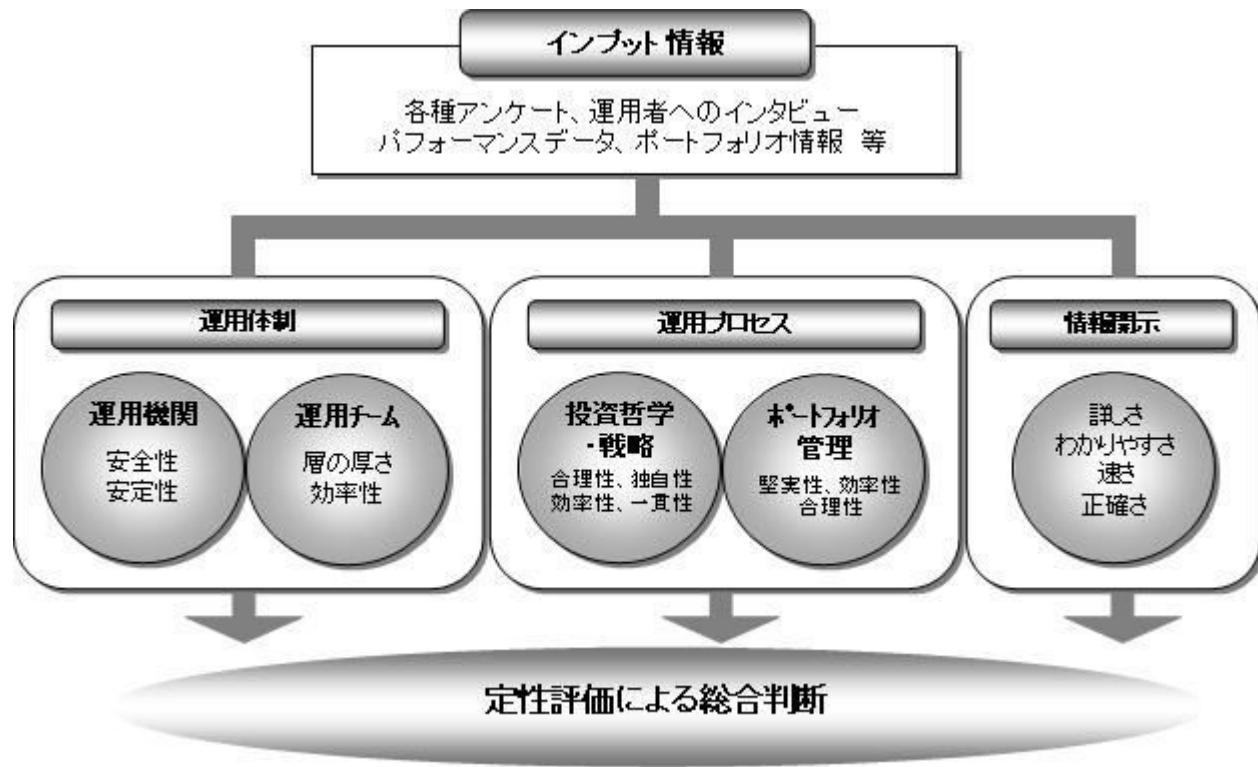 インプット情報
各種アンケート、運用者へのインタビュー
パフォーマンスデータ、ポートフォリオ情報 等
運用体制
運用機関
安全性
安定性
運用チーム
層の厚さ
効率性
運用プロセス
投資哲学
・戦略
合理性、独自性
効率性、一貫性
ポートフォリオ
管理
堅実性、効率性
合理性
情報開示
詳しさ
わかりやすさ
速さ
正確さ
定性評価による総合判断